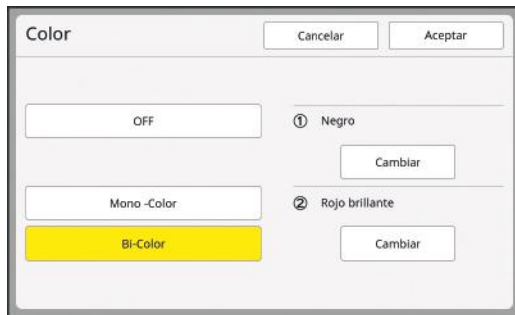 Color
Cancelar
Aceptar
OFF
① Negro
Cambiar
Mono -Color
② Rojo brillante
Bi-Color
Cambiar